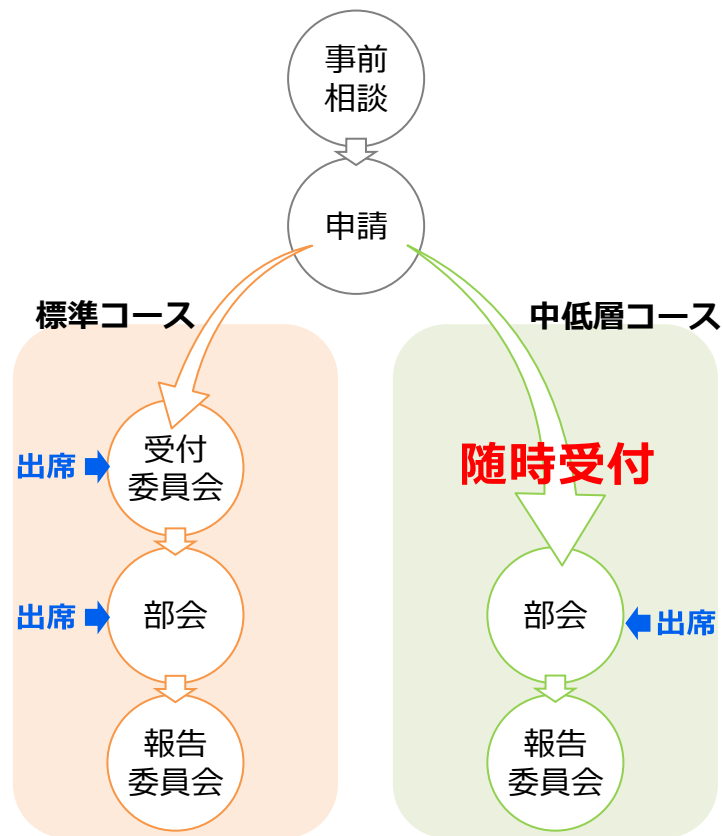 事前
相談
申請
標準コース
受付
委員会
出席
部会
出席
報告
委員会
中低層コース
随時受付
部会
出席
報告
委員会